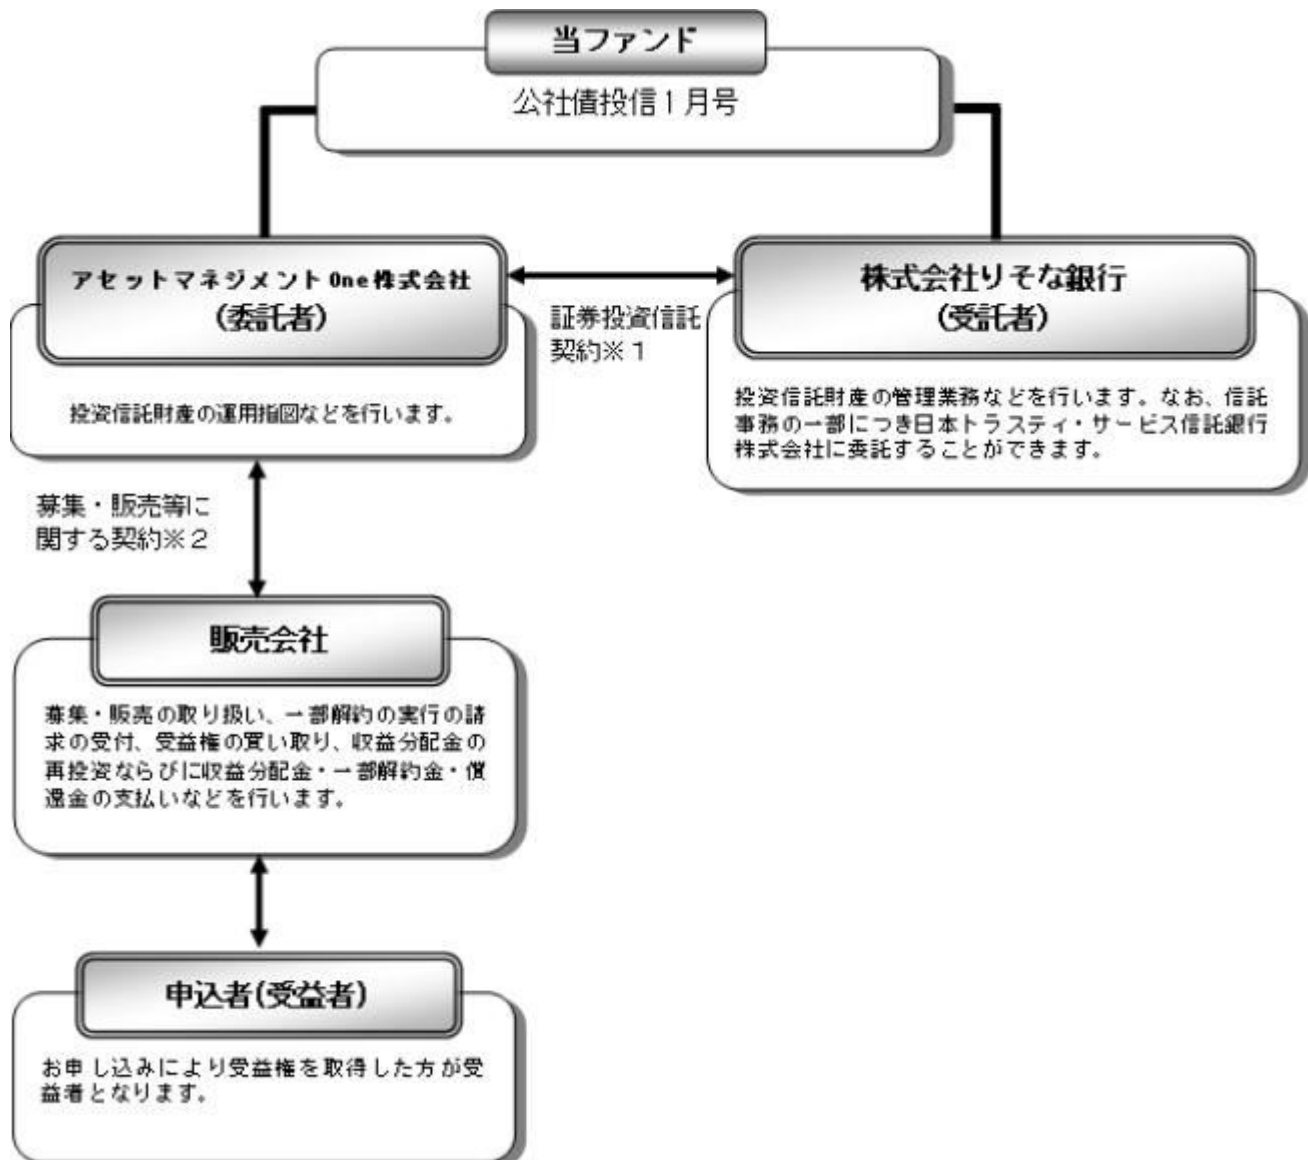 当ファンド
公社債投信１月号
アセットマネジメントOne株式会社
(委託者)
投資信託財産の運用指図などを行います。
証券投資信託
契約※１
株式会社りそな銀行
(受託者)
投資信託財産の管理業務などを行います。なお、信託
事務の一部につき日本トラスティ・サービス信託銀行
株式会社に委託することができます。
募集・販売等に
関する契約※２
販売会社
募集・販売の取り扱い、一部解約の実行の請
求の受付、受益権の買い取り、収益分配金の
再投資ならびに収益分配金・一部解約金・償
還金の支払いなどを行います。
申込者(受益者)
お申し込みにより受益権を取得した方が受
益者となります。